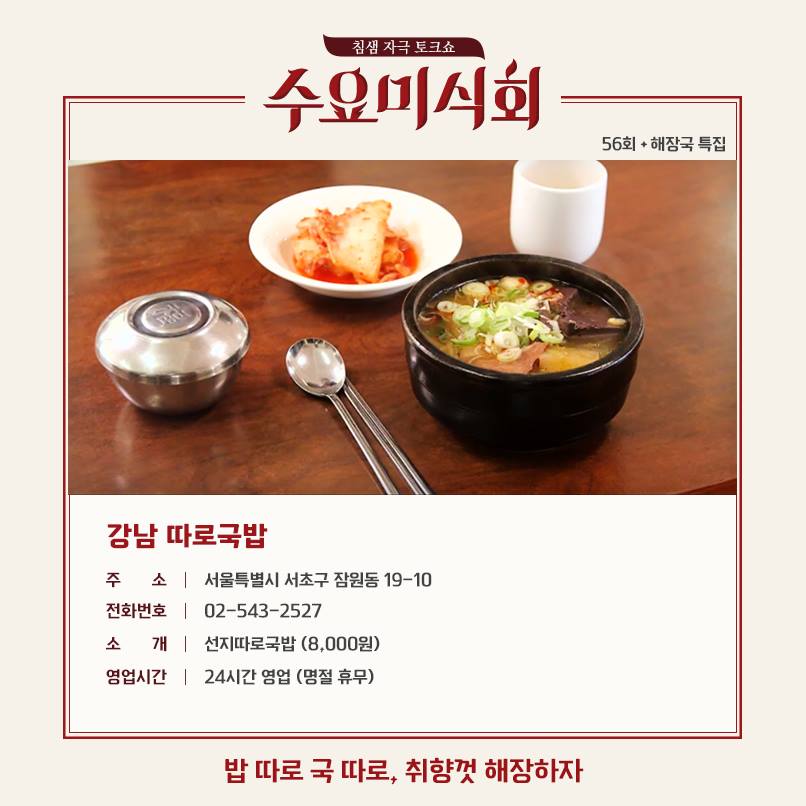 침샘 자극 토크쇼
수요미식회
56회 + 해장국 특집
강남 따로국밥
주 소 | 서울특별시 서초구 잠원동 19-10
전화번호 | 02-543-2527
소 개 | 선지따로국밥 (8,000원)
영업시간 | 24시간 영업 (명절 휴무)
밥 따로 국 따로, 취향껏 해장하자